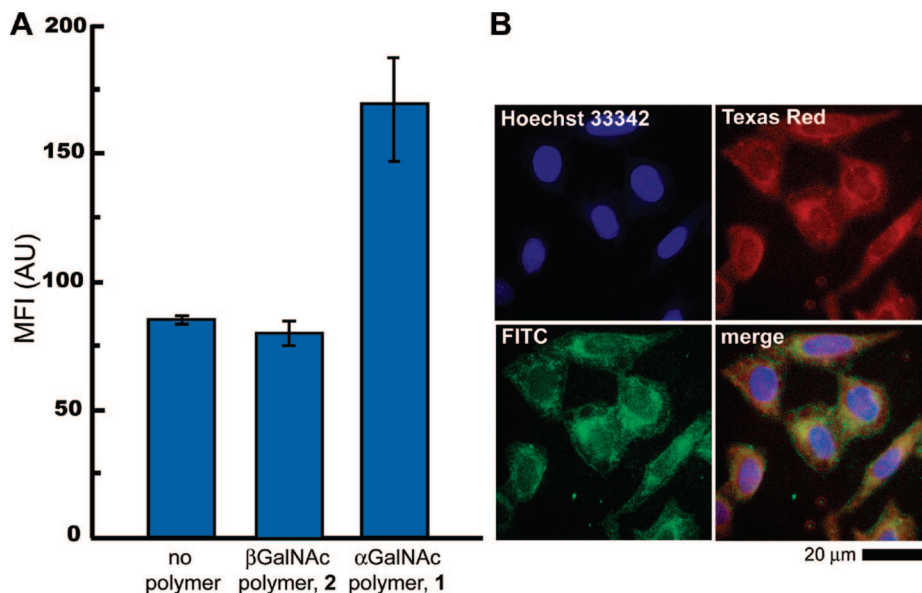 A
200
150
100
50
0
MFI (AU)
no
polymer
βGalNAc
polymer, 2
αGalNAc
polymer, 1
B
Hoechst 33342
Texas Red
FITC
merge
20 μm